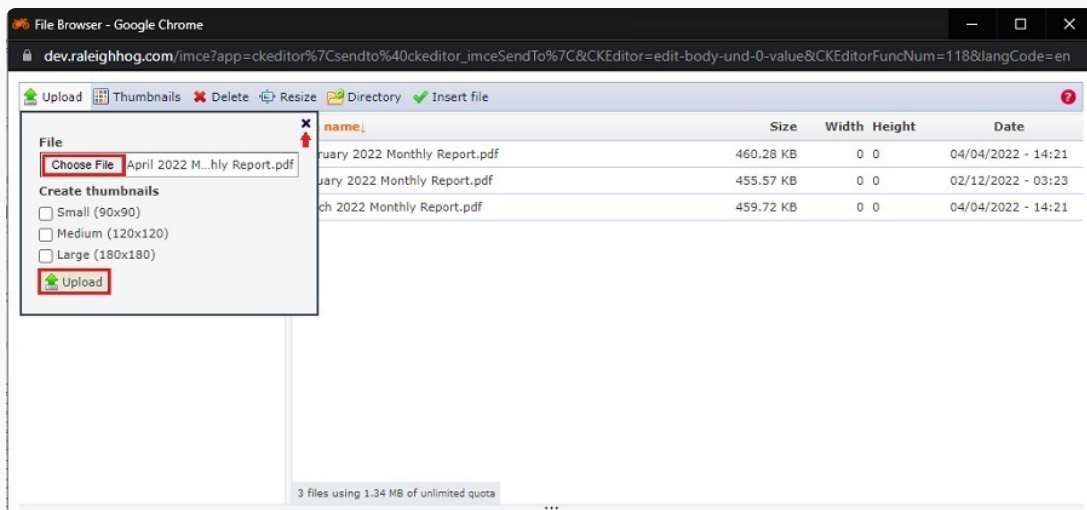 File Browser - Google Chrome
dev.raleighhog.com/imce?app=ckeditor%7Csendto%40ckeditor_imceSendTo%7C&CKEditor=edit-body-und-0-value&CKEditorFuncNum=118&langCode=en
Upload Thumbnails Delete Resize Directory Insert file ?
name↓ Size Width Height Date
File
Choose File April 2022 M...hly Report.pdf
ruary 2022 Monthly Report.pdf 460.28 KB 0 0 04/04/2022 - 14:21
Create thumbnails
uary 2022 Monthly Report.pdf 455.57 KB 0 0 02/12/2022 - 03:23
Small (90x90)
ch 2022 Monthly Report.pdf 459.72 KB 0 0 04/04/2022 - 14:21
Medium (120x120)
Large (180x180)
Upload
3 files using 1.34 MB of unlimited quota